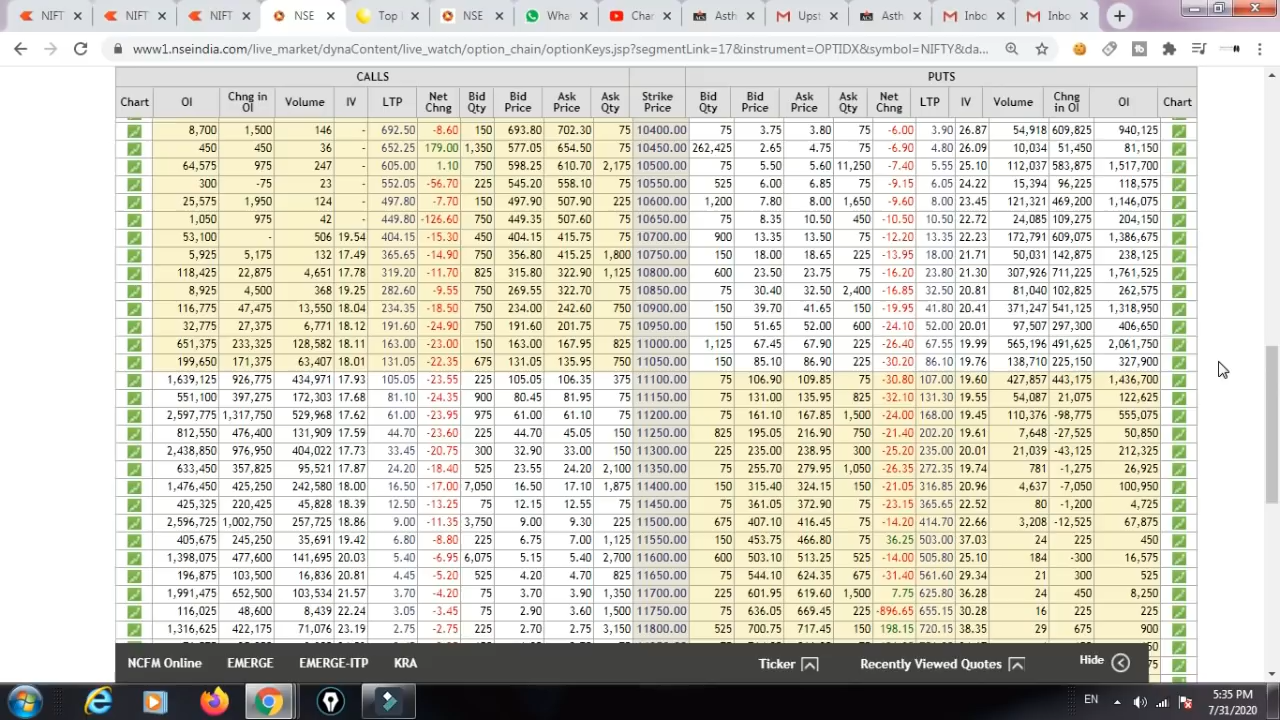 NIFT × NIFT × NIFT × NSE × Top I × NSE × Wha × Char × Asth × Upst × Asth × Inbo × Inbo ×
www1.nseindia.com/live_market/dynaContent/live_watch/option_chain/optionKeys.jsp?segmentLink=17&instrument=OPTIDX&symbol=NIFTY&da...
CALLS PUTS
Chart OI Chng in OI Volume IV LTP Net Chng Bid Qty Bid Price Ask Price Ask Qty Strike Price Bid Qty Bid Price Ask Price Ask Qty Net Chng LTP IV Volume Chng in OI OI Chart
8,700 1,500 146 - 692.50 -8.60 150 693.80 702.30 75 10400.00 75 3.75 3.80 75 -6.00 3.90 26.87 54,918 609,825 940,125
450 450 36 - 652.25 179.00 1,350 577.05 654.50 75 10450.00 262,425 2.65 4.75 75 -6.90 4.80 26.09 10,034 51,450 81,150
64,575 975 247 - 605.00 1.10 750 598.25 610.70 2,175 10500.00 75 5.50 5.60 11,250 -7.40 5.55 25.10 112,037 583,875 1,517,700
300 -75 23 - 552.05 -56.70 225 545.20 558.10 75 10550.00 525 6.00 6.85 75 -9.15 6.05 24.22 15,394 96,225 118,575
25,575 1,950 124 - 497.80 -7.70 150 497.90 507.90 225 10600.00 1,200 7.80 8.00 1,650 -9.60 8.00 23.45 121,321 469,200 1,146,075
1,050 975 42 - 449.80 -126.60 750 449.35 507.60 75 10650.00 75 8.35 10.50 450 -10.50 10.50 22.72 24,085 109,275 204,150
53,100 - 506 19.54 404.15 -15.30 450 404.15 415.75 75 10700.00 900 13.35 13.50 75 -12.20 13.35 22.23 172,791 609,075 1,386,675
5,925 5,175 132 17.49 365.65 -14.90 750 356.80 415.25 1,800 10750.00 150 18.00 18.65 225 -13.95 18.00 21.71 50,031 142,875 238,125
118,425 22,875 4,651 17.78 319.20 -11.70 825 315.80 322.90 1,125 10800.00 600 23.50 23.75 75 -16.20 23.80 21.30 307,926 711,225 1,761,525
8,925 4,500 368 19.25 282.60 -9.55 750 269.55 322.70 75 10850.00 75 30.40 32.50 2,400 -16.85 32.50 20.81 81,040 102,825 262,575
116,775 47,475 13,550 18.04 234.35 -18.50 750 234.00 242.60 750 10900.00 150 39.70 41.65 150 -19.95 41.80 20.41 371,247 541,125 1,318,950
32,775 27,375 6,771 18.12 191.60 -24.90 750 191.60 201.75 75 10950.00 150 51.65 52.00 600 -24.10 52.00 20.01 97,507 297,300 406,650
651,375 233,325 128,582 18.11 163.00 -23.00 150 163.00 167.95 825 11000.00 1,125 67.45 67.90 225 -26.40 67.55 19.99 565,196 491,625 2,061,750
199,650 171,375 63,407 18.01 131.05 -22.35 675 131.05 135.95 750 11050.00 150 85.10 86.90 225 -30.20 86.10 19.76 138,710 225,150 327,900
1,639,125 926,775 434,971 17.93 105.05 -23.55 225 105.05 106.35 375 11100.00 75 106.90 109.85 75 -30.80 107.00 19.60 427,857 443,175 1,436,700
551,100 397,275 172,303 17.68 81.10 -24.35 900 80.45 81.95 75 11150.00 75 131.00 135.95 825 -32.10 131.30 19.55 54,087 21,075 122,625
2,597,775 1,317,750 529,968 17.62 61.00 -23.95 975 61.00 61.10 75 11200.00 75 161.10 167.85 1,500 -24.00 168.00 19.45 110,376 -98,775 555,075
812,550 476,400 131,909 17.59 44.70 -23.60 225 44.70 45.05 150 11250.00 825 195.05 216.90 750 -21.40 202.20 19.61 7,648 -27,525 50,850
2,438,850 976,950 404,022 17.73 33.45 -20.75 300 32.90 33.00 150 11300.00 225 235.00 238.95 300 -25.20 235.00 20.01 21,039 -43,125 212,325
633,450 357,825 95,521 17.87 24.20 -18.40 525 23.55 24.20 2,100 11350.00 75 255.70 279.95 1,050 -26.35 272.35 19.74 781 -1,275 26,925
1,476,450 425,250 242,580 18.00 16.50 -17.00 7,050 16.50 17.10 1,875 11400.00 150 315.40 324.15 150 -21.05 316.85 20.96 4,637 -7,050 100,950
425,325 220,425 45,828 18.39 12.50 -13.25 600 12.15 12.55 75 11450.00 75 361.05 372.90 75 -23.15 365.65 22.52 80 -1,200 4,725
2,596,725 1,002,750 257,725 18.86 9.00 -11.35 3,750 9.00 9.30 225 11500.00 675 407.10 416.45 75 -14.20 414.70 22.66 3,208 -12,525 67,875
405,675 245,250 35,691 19.42 6.80 -8.80 225 6.75 7.00 1,125 11550.00 150 453.75 466.80 75 36.25 503.00 37.03 24 225 450
1,398,075 477,600 141,695 20.03 5.40 -6.95 6,075 5.15 5.40 2,700 11600.00 600 503.10 513.25 525 -14.00 505.80 25.10 184 -300 16,575
196,875 103,500 16,836 20.81 4.45 -5.20 525 4.20 4.70 825 11650.00 75 544.10 624.35 675 -31.40 561.60 29.34 21 300 525
1,991,475 652,500 103,534 21.57 3.70 -4.20 75 3.70 3.90 1,350 11700.00 225 601.95 619.60 1,500 7.75 625.80 36.28 24 450 8,250
116,025 48,600 8,439 22.24 3.05 -3.45 75 2.90 3.60 1,500 11750.00 75 636.05 669.45 225 -896.65 655.15 30.28 16 225 225
1,316,625 422,175 71,076 23.19 2.75 -2.75 225 2.70 2.75 3,150 11800.00 525 700.75 717.45 150 198.15 720.15 38.35 29 675 900
NCFM Online EMERGE EMERGE-ITP KRA Ticker Recently Viewed Quotes Hide
EN 5:35 PM
7/31/2020